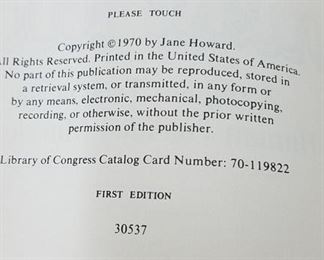 PLEASE TOUCH
Copyright ©1970 by Jane Howard.
All Rights Reserved. Printed in the United States of America.
No part of this publication may be reproduced, stored in
a retrieval system, or transmitted, in any form or
by any means, electronic, mechanical, photocopying,
recording, or otherwise, without the prior written
permission of the publisher.
Library of Congress Catalog Card Number: 70-119822
FIRST EDITION
30537